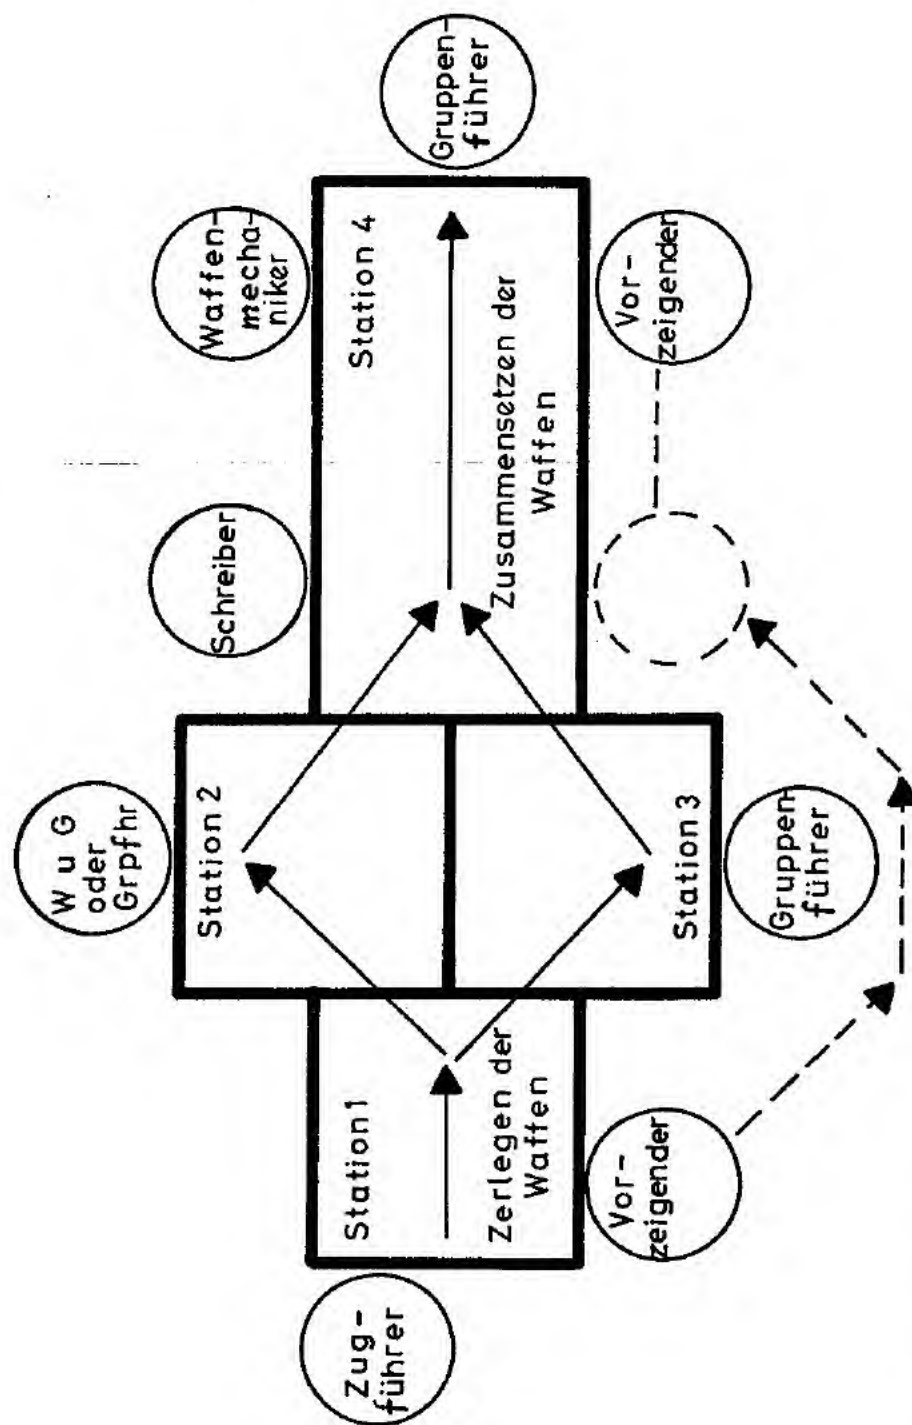 Zug-
führer
Station 1
Zerlegen der
Waffen
Vor-
zeigender
W u G
oder
Grpfhr
Station 2
Station 3
Gruppen-
führer
Schreiber
Waffen-
mecha-
niker
Station 4
Zusammensetzen der
Waffen
Vor-
zeigender
Gruppen-
führer